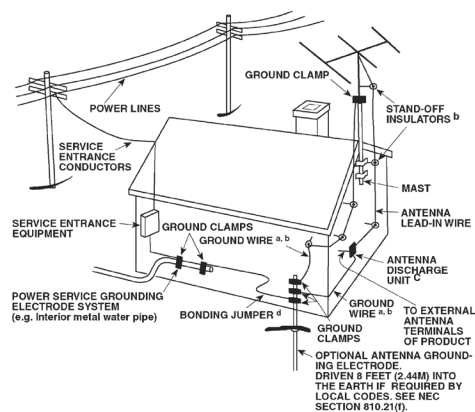 GROUND CLAMP
POWER LINES
STAND-OFF
INSULATORS b
SERVICE
ENTRANCE
CONDUCTORS
MAST
ANTENNA
LEAD-IN WIRE
SERVICE ENTRANCE
EQUIPMENT
GROUND CLAMPS
GROUND WIRE a, b
ANTENNA
DISCHARGE
UNIT C
POWER SERVICE GROUNDING
ELECTRODE SYSTEM
(e.g. Interior metal water pipe)
BONDING JUMPER d
GROUND
WIRE a, b
TO EXTERNAL
ANTENNA
TERMINALS
OF PRODUCT
GROUND
CLAMPS
OPTIONAL ANTENNA GROUND-
ING ELECTRODE.
DRIVEN 8 FEET (2.44M) INTO
THE EARTH IF REQUIRED BY
LOCAL CODES. SEE NEC
SECTION 810.21(f).